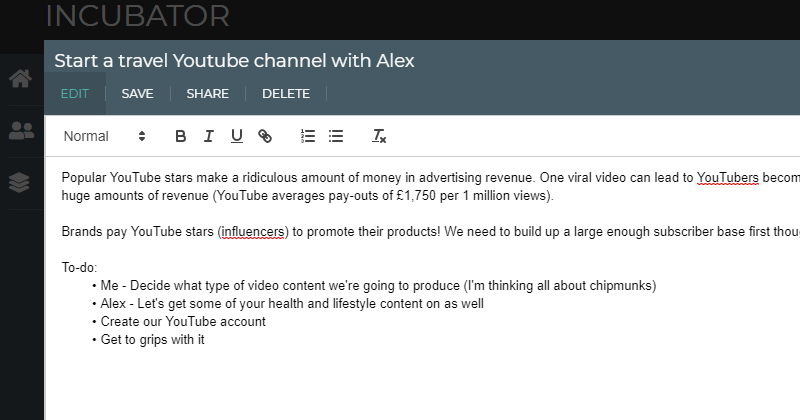 INCUBATOR
Start a travel Youtube channel with Alex
EDIT SAVE SHARE DELETE
Normal B I U
Popular YouTube stars make a ridiculous amount of money in advertising revenue. One viral video can lead to YouTubers becom
huge amounts of revenue (YouTube averages pay-outs of £1,750 per 1 million views).
Brands pay YouTube stars (influencers) to promote their products! We need to build up a large enough subscriber base first thou
To-do:
• Me - Decide what type of video content we're going to produce (I'm thinking all about chipmunks)
• Alex - Let's get some of your health and lifestyle content on as well
• Create our YouTube account
• Get to grips with it